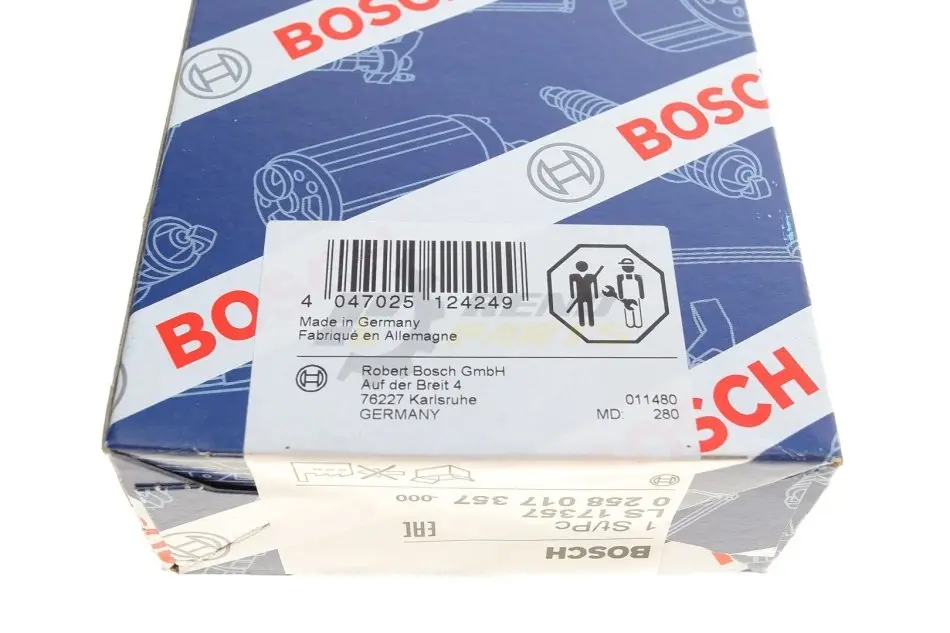 BOSCH
BOSCH
BOSCH
BOSCH
4 047025 124249
Made in Germany
Fabriqué en Allemagne
Robert Bosch GmbH
Auf der Breit 4
76227 Karlsruhe
GERMANY
011480
MD: 280
0 258 017 357 -000
LS 17357
1 St/Pc
EAC
BOSCH